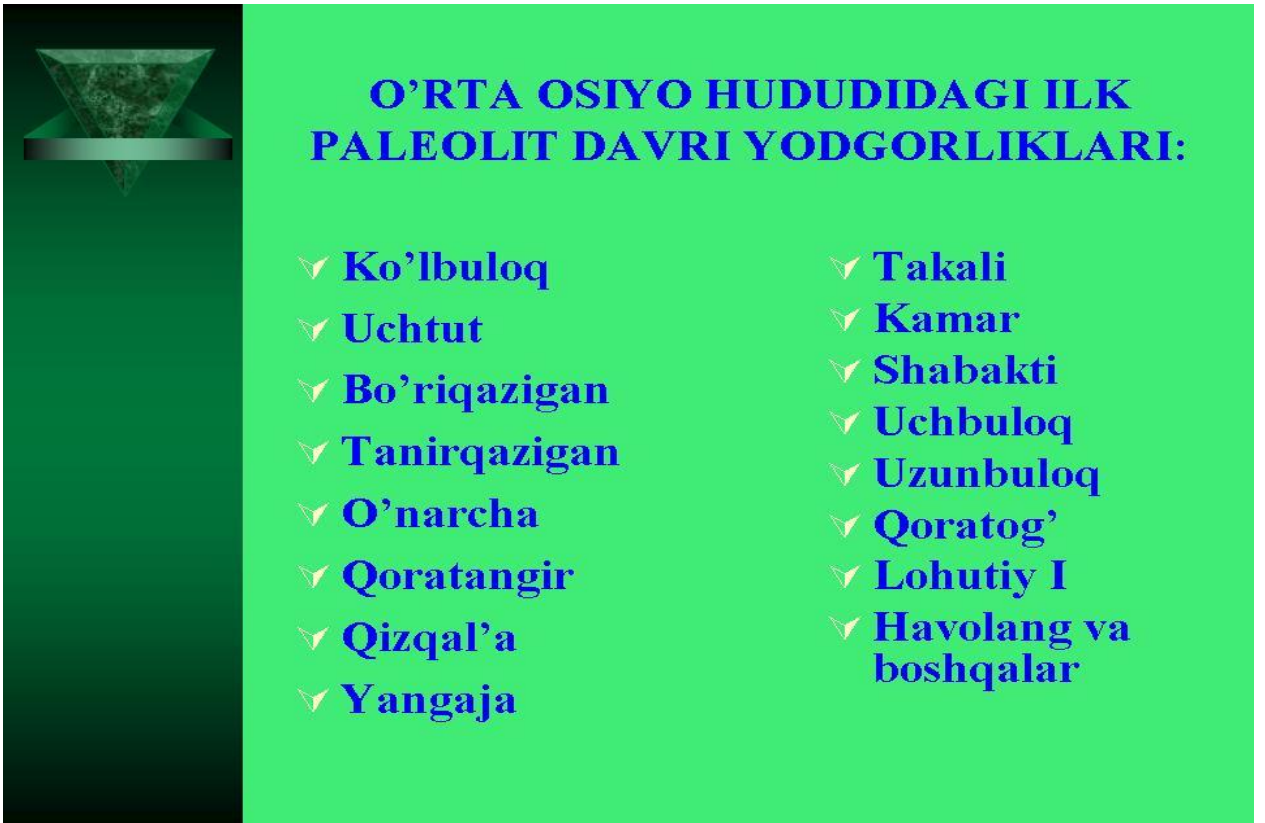 O’RTA OSIYO HUDUDIDAGI ILK
PALEOLIT DAVRI YODGORLIKLARI:
Ko’lbuloq
Uchtut
Bo’riqazigan
Tanirqazigan
O’narcha
Qoratangir
Qizqal’a
Yangaja
Takali
Kamar
Shabakti
Uchbuloq
Uzunbuloq
Qoratog’
Lohutiy I
Havolang va
boshqalar